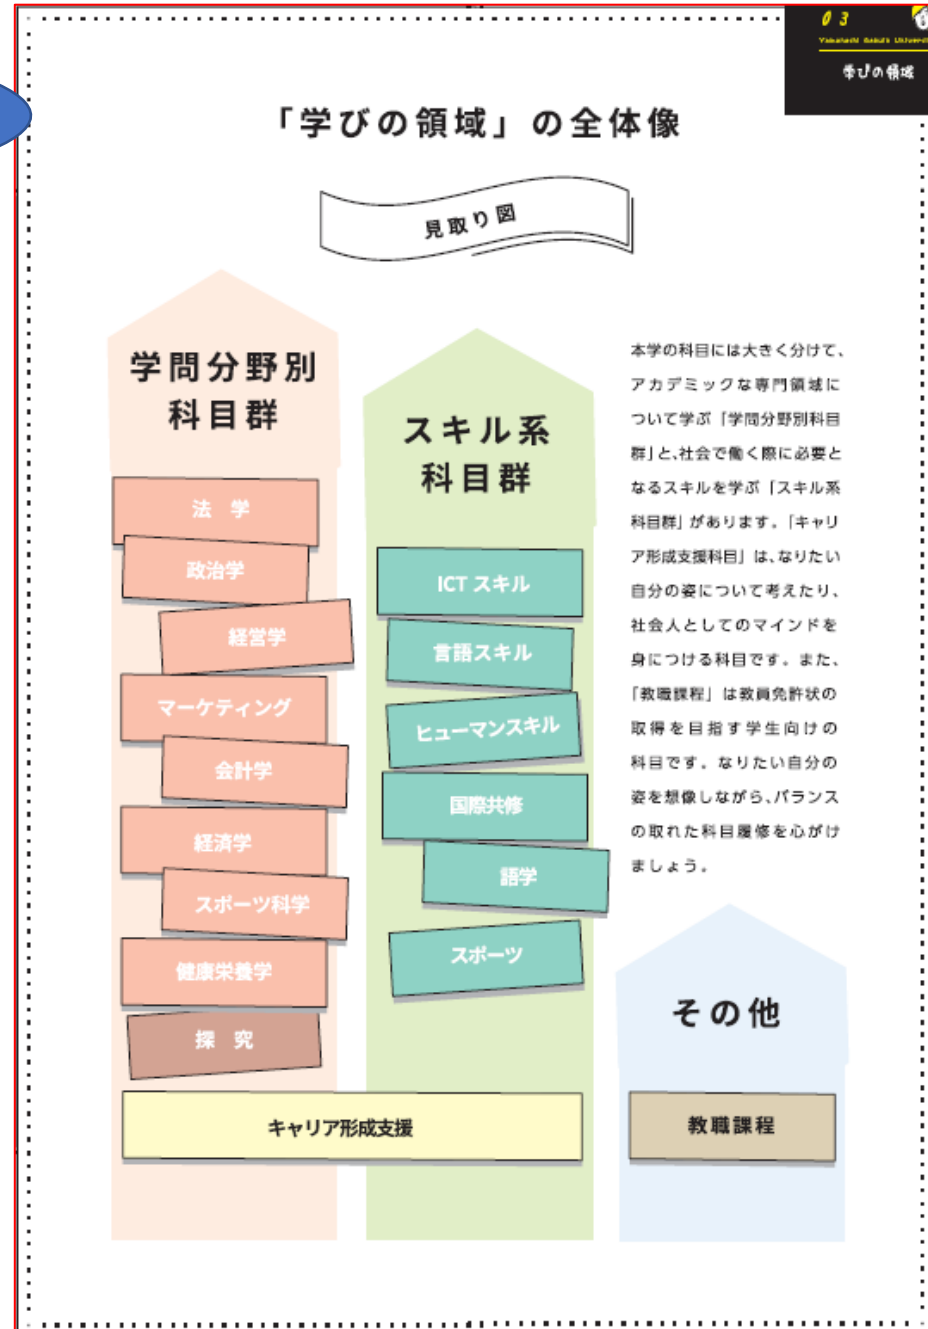 03
Yamanashi Gakuin University
学びの領域
「学びの領域」の全体像
見取り図
学問分野別
科目群
法 学
政治学
経営学
マーケティング
会計学
経済学
スポーツ科学
健康栄養学
探 究
スキル系
科目群
ICT スキル
言語スキル
ヒューマンスキル
国際共修
語学
スポーツ
キャリア形成支援
本学の科目には大きく分けて、
アカデミックな専門領域に
ついて学ぶ「学問分野別科目
群」と、社会で働く際に必要と
なるスキルを学ぶ「スキル系
科目群」があります。「キャリ
ア形成支援科目」は、なりたい
自分の姿について考えたり、
社会人としてのマインドを
身につける科目です。また、
「教職課程」は教員免許状の
取得を目指す学生向けの
科目です。なりたい自分の
姿を想像しながら、バランス
の取れた科目履修を心がけ
ましょう。
その他
教職課程